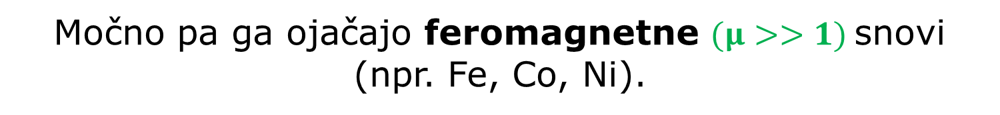 Močno pa ga ojačajo feromagnetne (μ >> 1) snovi
(npr. Fe, Co, Ni).